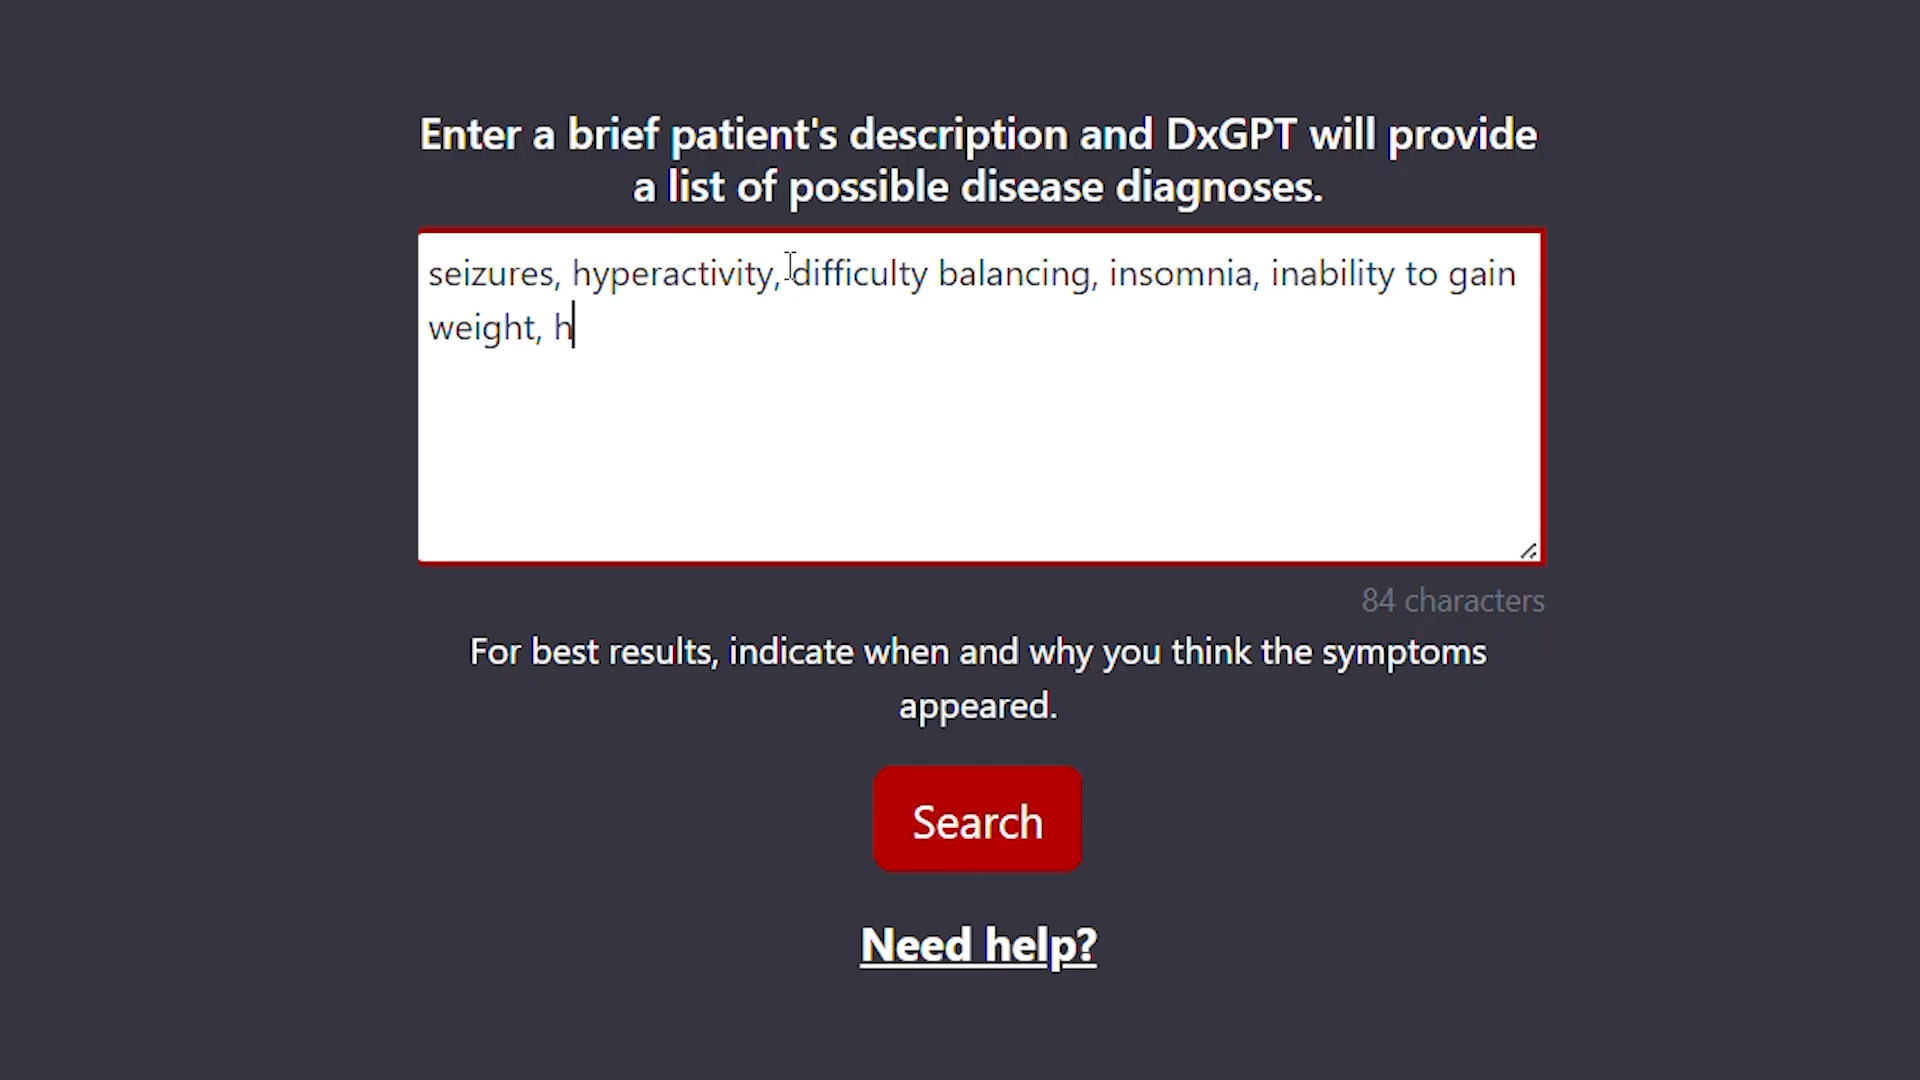 Enter a brief patient's description and DxGPT will provide
a list of possible disease diagnoses.
seizures, hyperactivity, difficulty balancing, insomnia, inability to gain
weight, h
84 characters
For best results, indicate when and why you think the symptoms
appeared.
Search
Need help?